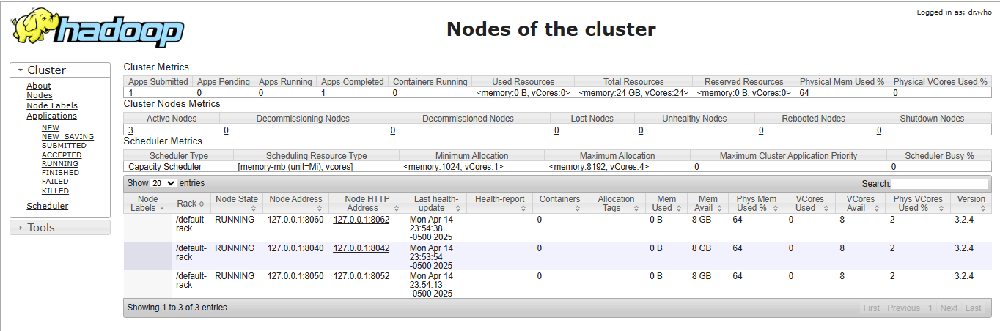 Logged in as: dr.who
hadoop
Nodes of the cluster
Cluster
About
Nodes
Node Labels
Applications
NEW
NEW_SAVING
SUBMITTED
ACCEPTED
RUNNING
FINISHED
FAILED
KILLED
Scheduler
Tools
Cluster Metrics
Apps Submitted Apps Pending Apps Running Apps Completed Containers Running Used Resources Total Resources Reserved Resources Physical Mem Used % Physical VCores Used %
1 0 0 1 0 <memory:0 B, vCores:0> <memory:24 GB, vCores:24> <memory:0 B, vCores:0> 64 0
Cluster Nodes Metrics
Active Nodes Decommissioning Nodes Decommissioned Nodes Lost Nodes Unhealthy Nodes Rebooted Nodes Shutdown Nodes
3 0 0 0 0 0 0
Scheduler Metrics
Scheduler Type Scheduling Resource Type Minimum Allocation Maximum Allocation Maximum Cluster Application Priority Scheduler Busy %
Capacity Scheduler [memory-mb (unit=Mi), vcores] <memory:1024, vCores:1> <memory:8192, vCores:4> 0 0
Show 20 entries Search:
Node Labels Rack Node State Node Address Node HTTP Address Last health-update Health-report Containers Allocation Tags Mem Used Mem Avail Phys Mem Used % VCores Used VCores Avail Phys VCores Used % Version
/default-rack RUNNING 127.0.0.1:8060 127.0.0.1:8062 Mon Apr 14 23:54:38 -0500 2025 0 0 B 8 GB 64 0 8 2 3.2.4
/default-rack RUNNING 127.0.0.1:8040 127.0.0.1:8042 Mon Apr 14 23:53:54 -0500 2025 0 0 B 8 GB 64 0 8 2 3.2.4
/default-rack RUNNING 127.0.0.1:8050 127.0.0.1:8052 Mon Apr 14 23:54:13 -0500 2025 0 0 B 8 GB 64 0 8 2 3.2.4
Showing 1 to 3 of 3 entries First Previous 1 Next Last